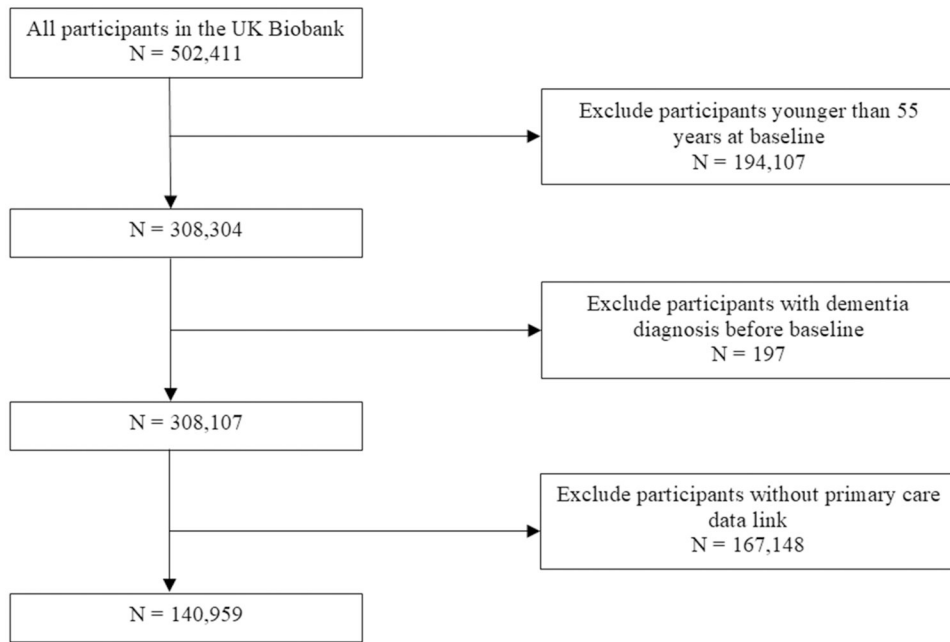 All participants in the UK Biobank
N = 502,411
Exclude participants younger than 55
years at baseline
N = 194,107
N = 308,304
Exclude participants with dementia
diagnosis before baseline
N = 197
N = 308,107
Exclude participants without primary care
data link
N = 167,148
N = 140,959